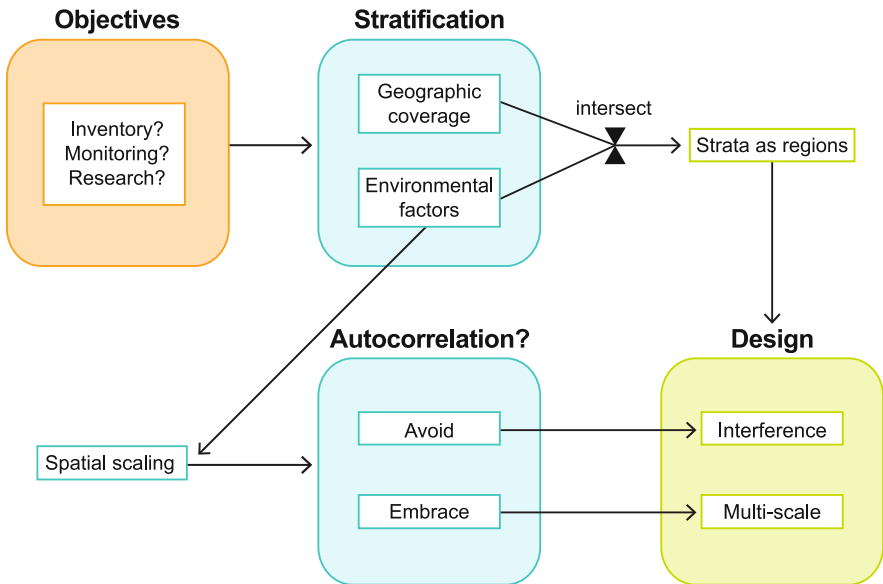 Objectives
Stratification
Inventory?
Monitoring?
Research?
Geographic
coverage
Environmental
factors
intersect
Strata as regions
Autocorrelation?
Design
Spatial scaling
Avoid
Embrace
Interference
Multi-scale